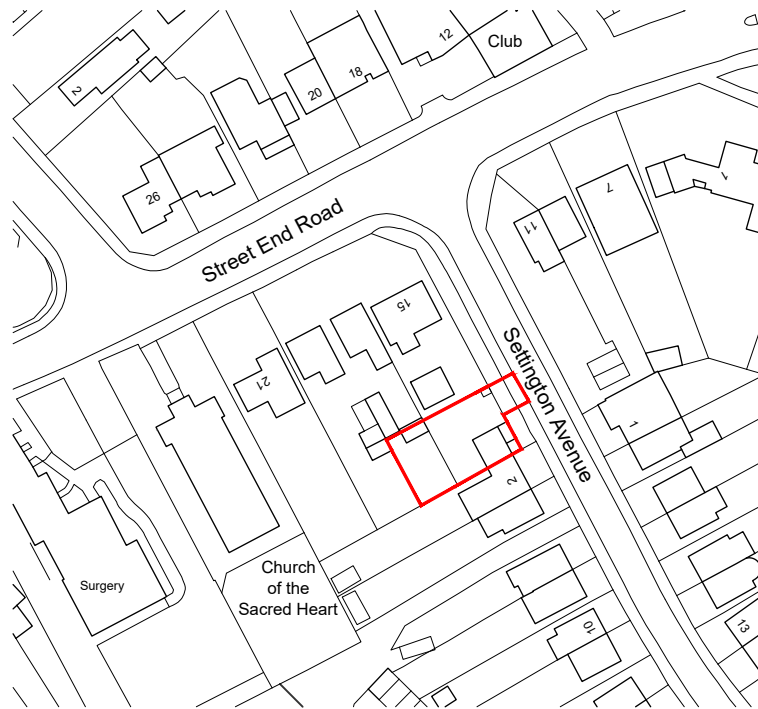 12
Club
2
18
20
1
7
26
11
Street End Road
15
Settington Avenue
21
1
2
Church
of the
Sacred Heart
Surgery
10
13